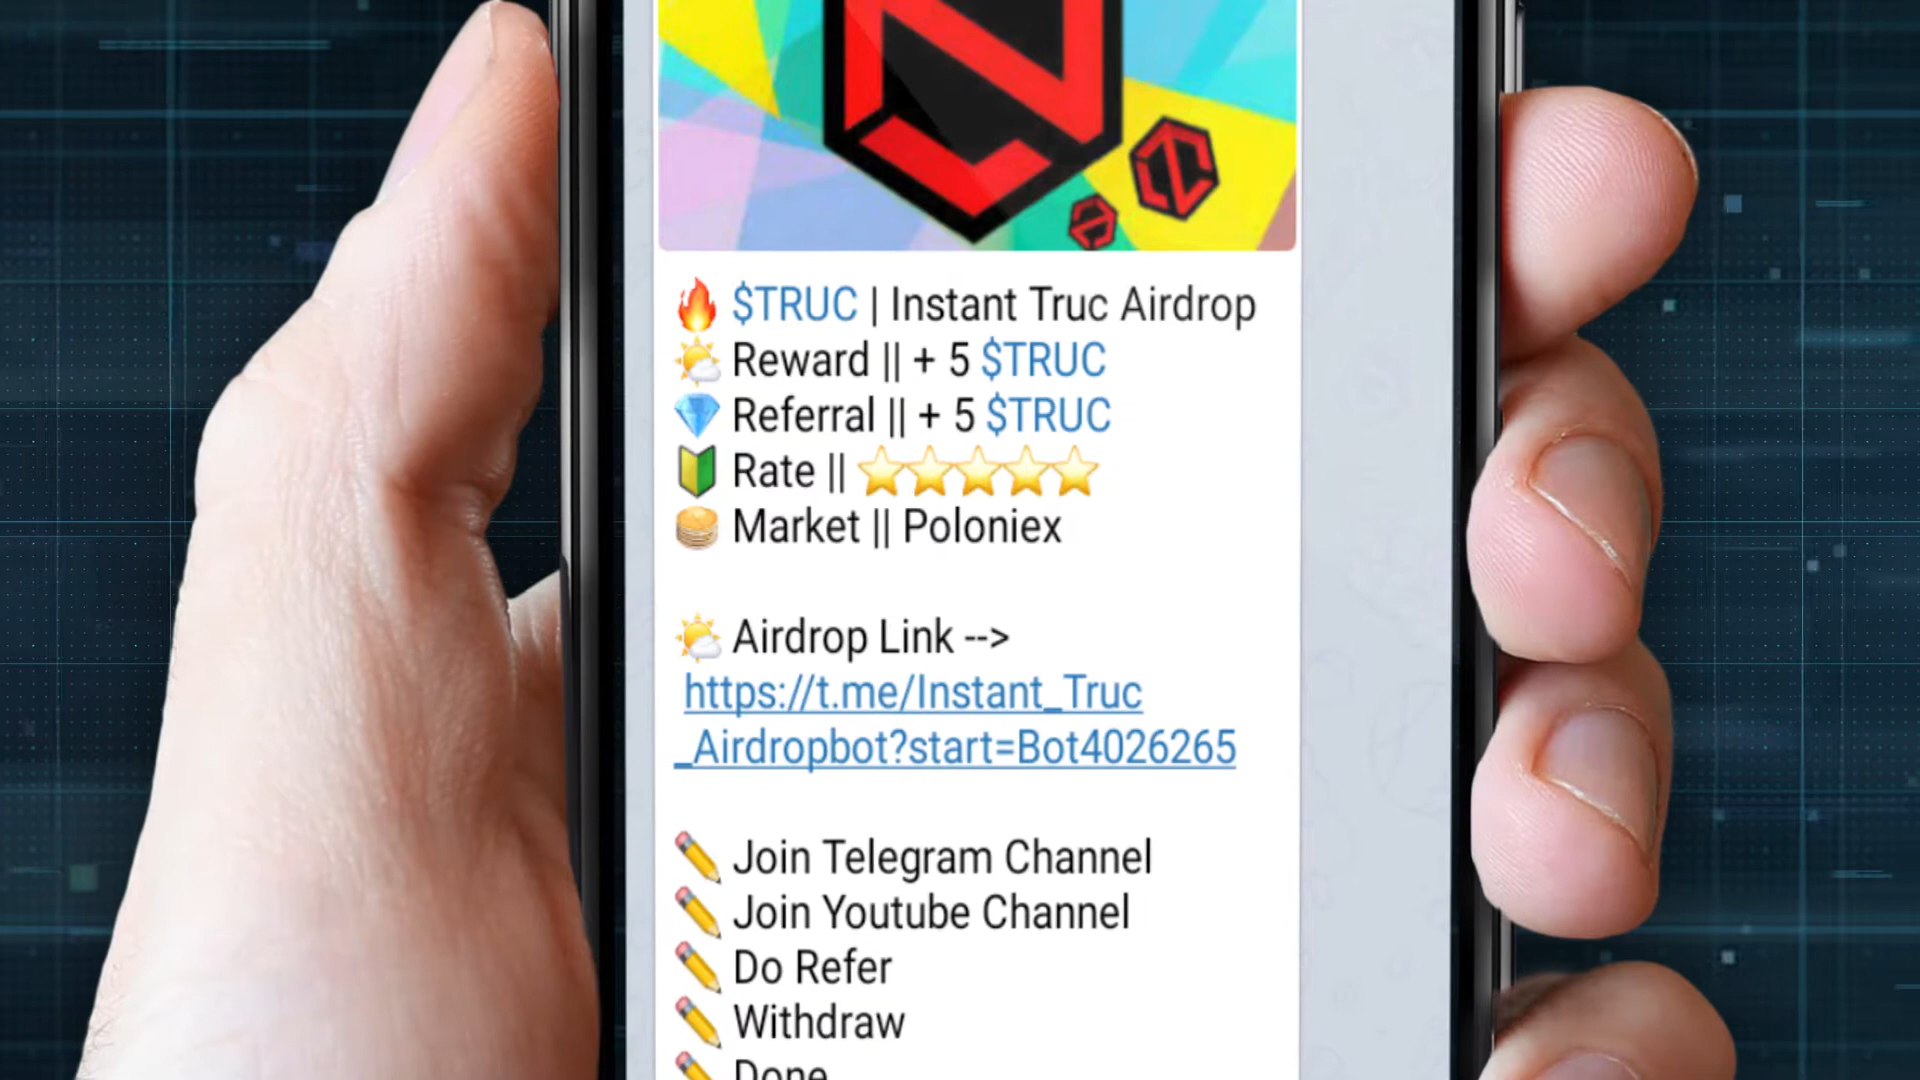 🔥 $TRUC | Instant Truc Airdrop
🌤 Reward || + 5 $TRUC
💎 Referral || + 5 $TRUC
🔰 Rate || ⭐⭐⭐⭐⭐
🪙 Market || Poloniex
🌤 Airdrop Link -->
https://t.me/Instant_Truc
_Airdropbot?start=Bot4026265
✏️ Join Telegram Channel
✏️ Join Youtube Channel
✏️ Do Refer
✏️ Withdraw
✏️ Done